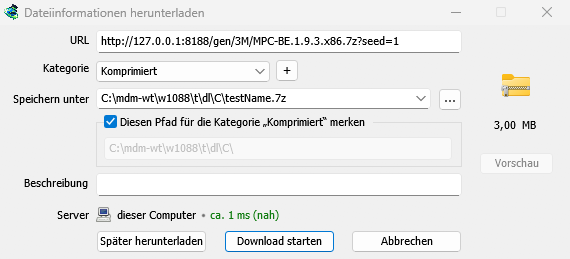 Dateiinformationen herunterladen
URL http://127.0.0.1:8188/gen/3M/MPC-BE.1.9.3.x86.7z?seed=1
Kategorie Komprimiert +
Speichern unter C:\mdm-wt\w1088\t\dl\C\testName.7z ...
Diesen Pfad für die Kategorie „Komprimiert“ merken
3,00 MB
C:\mdm-wt\w1088\t\dl\C\
Vorschau
Beschreibung
Server dieser Computer • ca. 1 ms (nah)
Später herunterladen Download starten Abbrechen